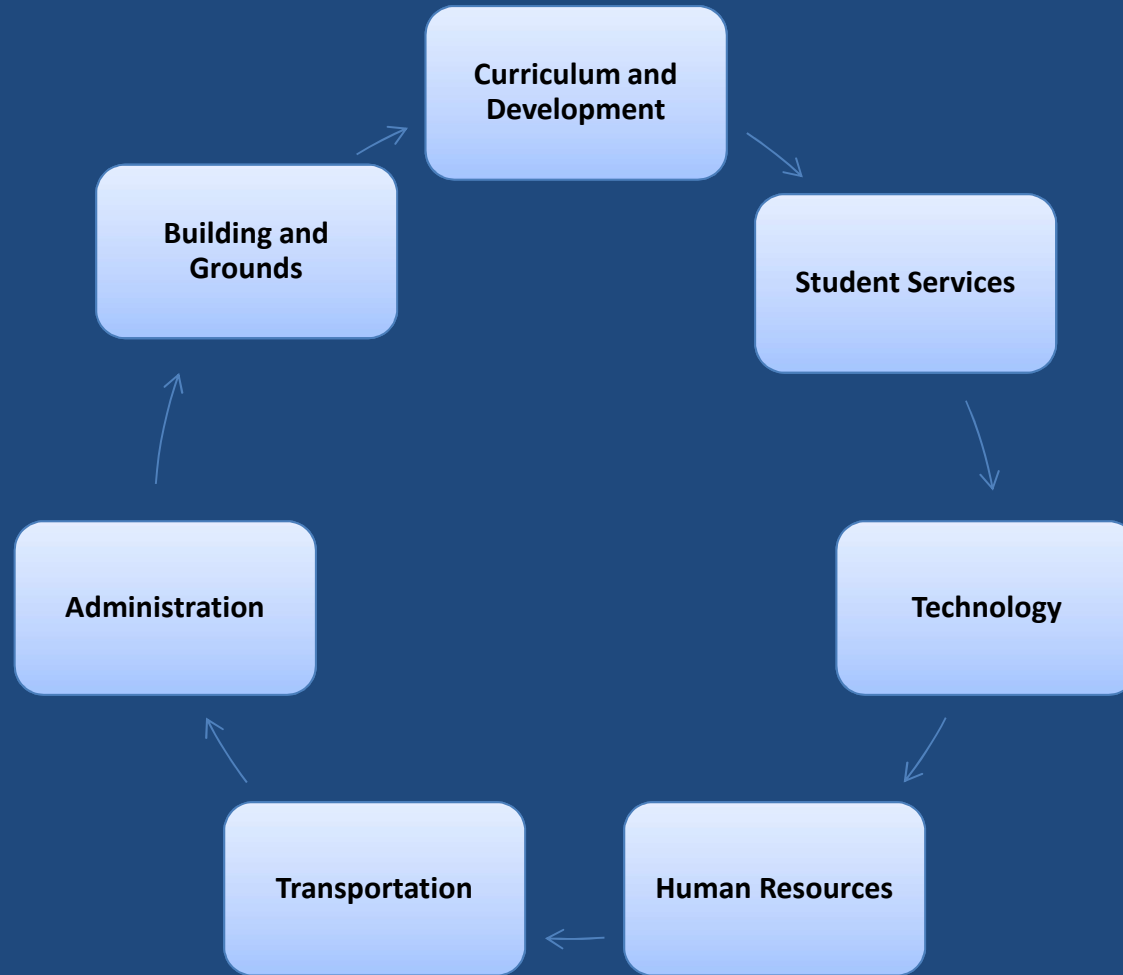 Curriculum and
Development
Student Services
Technology
Human Resources
Transportation
Administration
Building and
Grounds